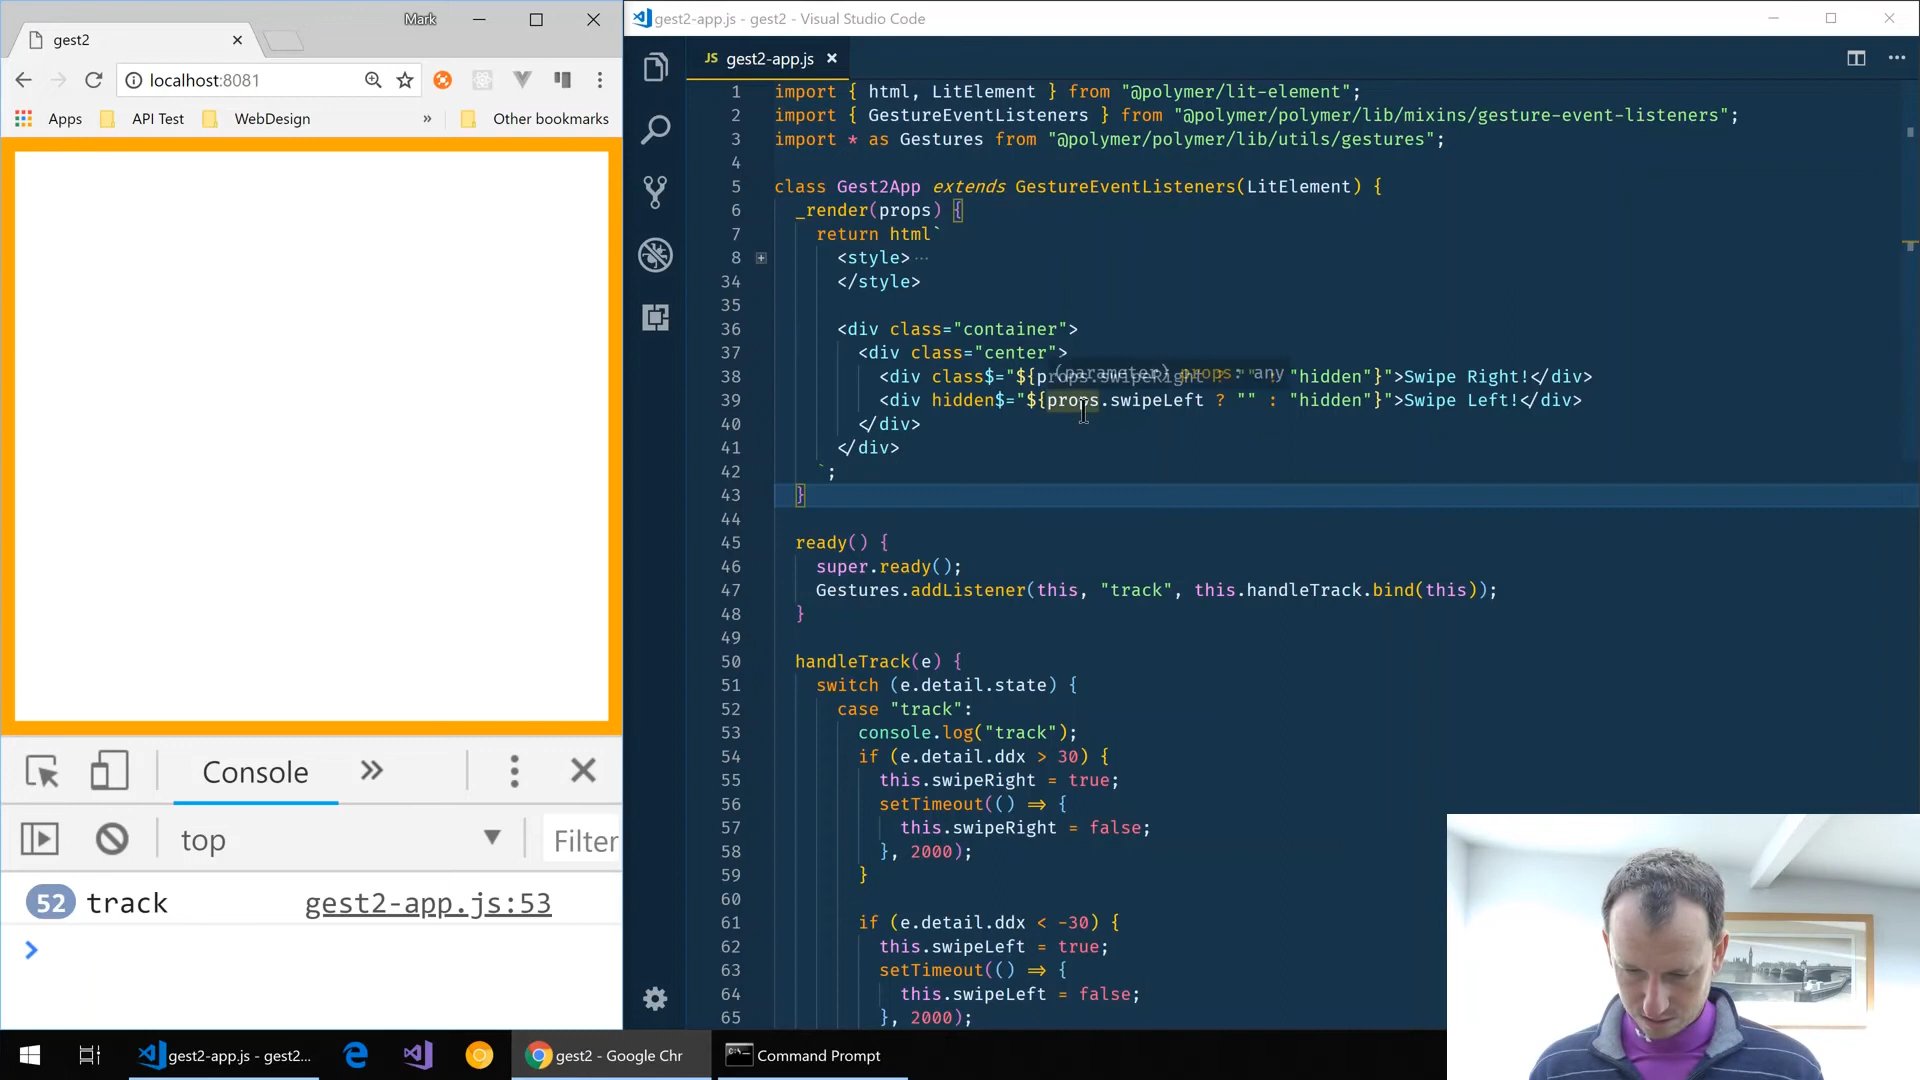 Mark
gest2
localhost:8081
Apps
API Test
WebDesign
»
Other bookmarks
Console
»
top
Filter
52 track
gest2-app.js:53
gest2-app.js - gest2 - Visual Studio Code
JS gest2-app.js
1 import { html, LitElement } from "@polymer/lit-element";
2 import { GestureEventListeners } from "@polymer/polymer/lib/mixins/gesture-event-listeners";
3 import * as Gestures from "@polymer/polymer/lib/utils/gestures";
4
5 class Gest2App extends GestureEventListeners(LitElement) {
6 _render(props) {
7 return html`
8 <style>...
34 </style>
35
36 <div class="container">
37 <div class="center">
(parameter) props: any
38 <div class$="${props.swipeRight ? "" : "hidden"}">Swipe Right!</div>
39 <div hidden$="${props.swipeLeft ? "" : "hidden"}">Swipe Left!</div>
40 </div>
41 </div>
42 `;
43 }
44
45 ready() {
46 super.ready();
47 Gestures.addListener(this, "track", this.handleTrack.bind(this));
48 }
49
50 handleTrack(e) {
51 switch (e.detail.state) {
52 case "track":
53 console.log("track");
54 if (e.detail.ddx > 30) {
55 this.swipeRight = true;
56 setTimeout(() => {
57 this.swipeRight = false;
58 }, 2000);
59 }
60
61 if (e.detail.ddx < -30) {
62 this.swipeLeft = true;
63 setTimeout(() => {
64 this.swipeLeft = false;
65 }, 2000);
gest2-app.js - gest2...
gest2 - Google Chr
Command Prompt